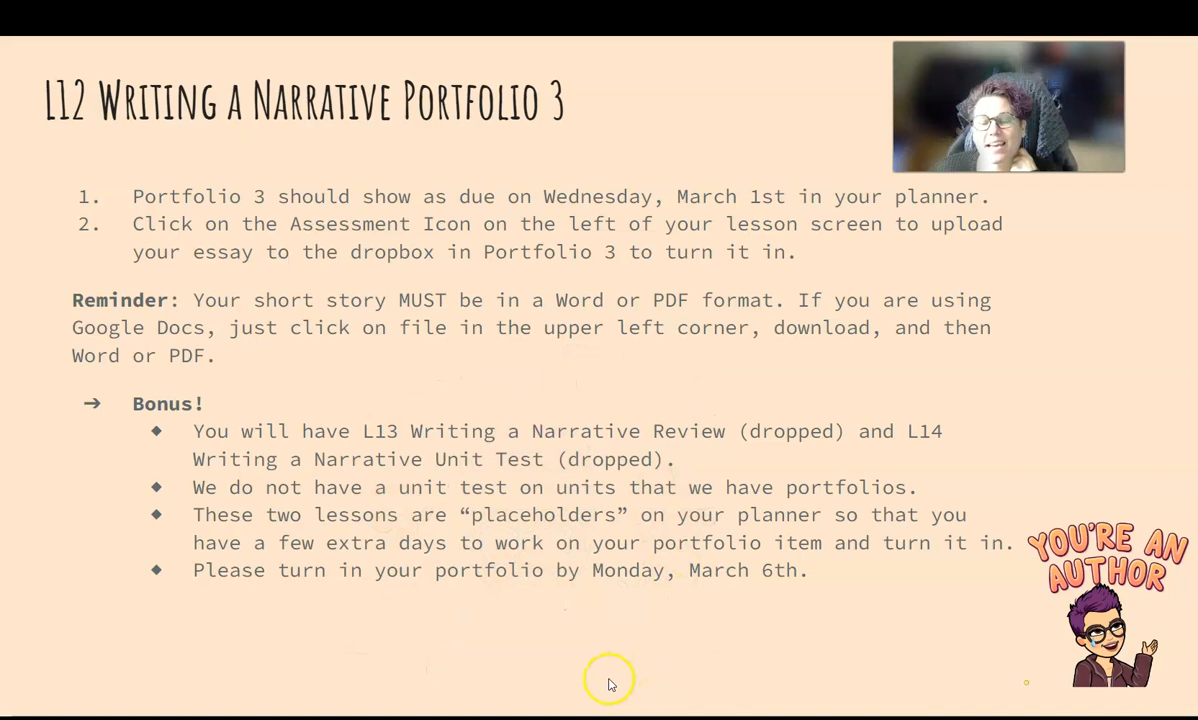 L12 Writing a Narrative Portfolio 3
1. Portfolio 3 should show as due on Wednesday, March 1st in your planner.
2. Click on the Assessment Icon on the left of your lesson screen to upload
your essay to the dropbox in Portfolio 3 to turn it in.
Reminder: Your short story MUST be in a Word or PDF format. If you are using
Google Docs, just click on file in the upper left corner, download, and then
Word or PDF.
➔ Bonus!
◆ You will have L13 Writing a Narrative Review (dropped) and L14
Writing a Narrative Unit Test (dropped).
◆ We do not have a unit test on units that we have portfolios.
◆ These two lessons are “placeholders” on your planner so that you
have a few extra days to work on your portfolio item and turn it in.
◆ Please turn in your portfolio by Monday, March 6th.
YOU'RE AN
AUTHOR